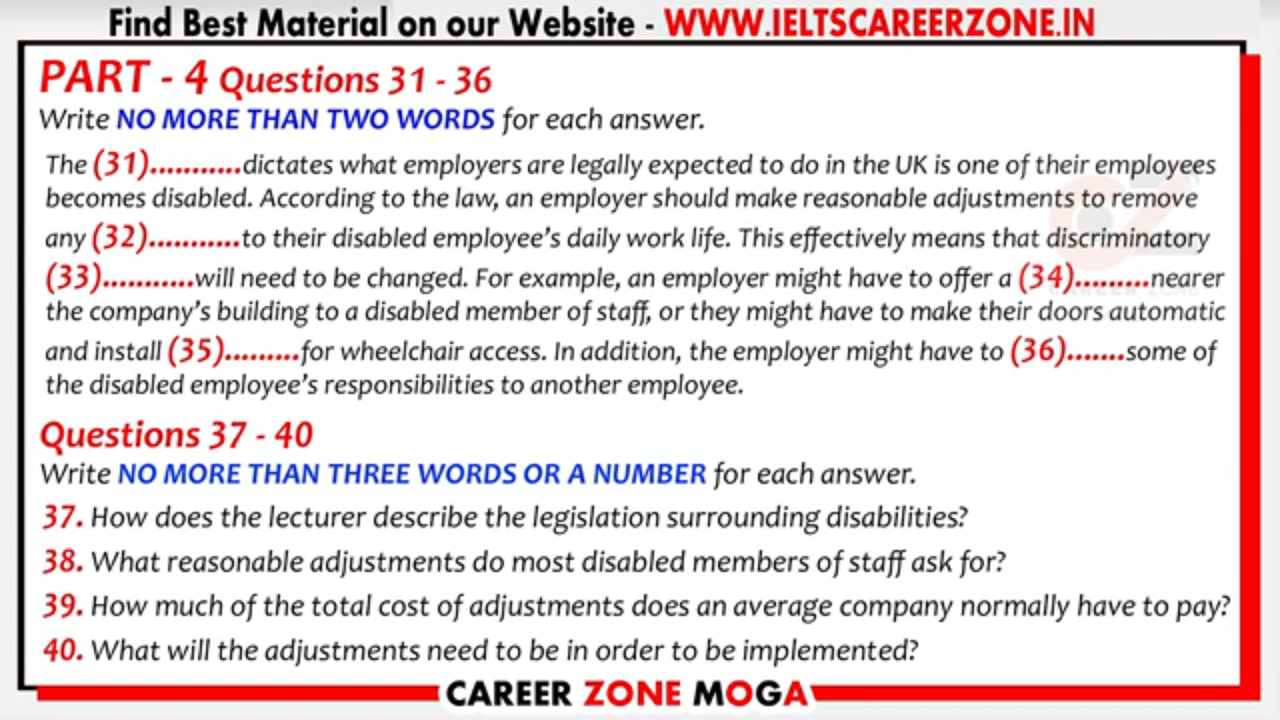 Find Best Material on our Website - WWW.IELTSCAREERZONE.IN
PART - 4 Questions 31 - 36
Write NO MORE THAN TWO WORDS for each answer.
The (31)...........dictates what employers are legally expected to do in the UK is one of their employees
becomes disabled. According to the law, an employer should make reasonable adjustments to remove
any (32)...........to their disabled employee's daily work life. This effectively means that discriminatory
(33)...........will need to be changed. For example, an employer might have to offer a (34).........nearer
the company's building to a disabled member of staff, or they might have to make their doors automatic
and install (35).........for wheelchair access. In addition, the employer might have to (36).......some of
the disabled employee's responsibilities to another employee.
Questions 37 - 40
Write NO MORE THAN THREE WORDS OR A NUMBER for each answer.
37. How does the lecturer describe the legislation surrounding disabilities?
38. What reasonable adjustments do most disabled members of staff ask for?
39. How much of the total cost of adjustments does an average company normally have to pay?
40. What will the adjustments need to be in order to be implemented?
CAREER ZONE MOGA